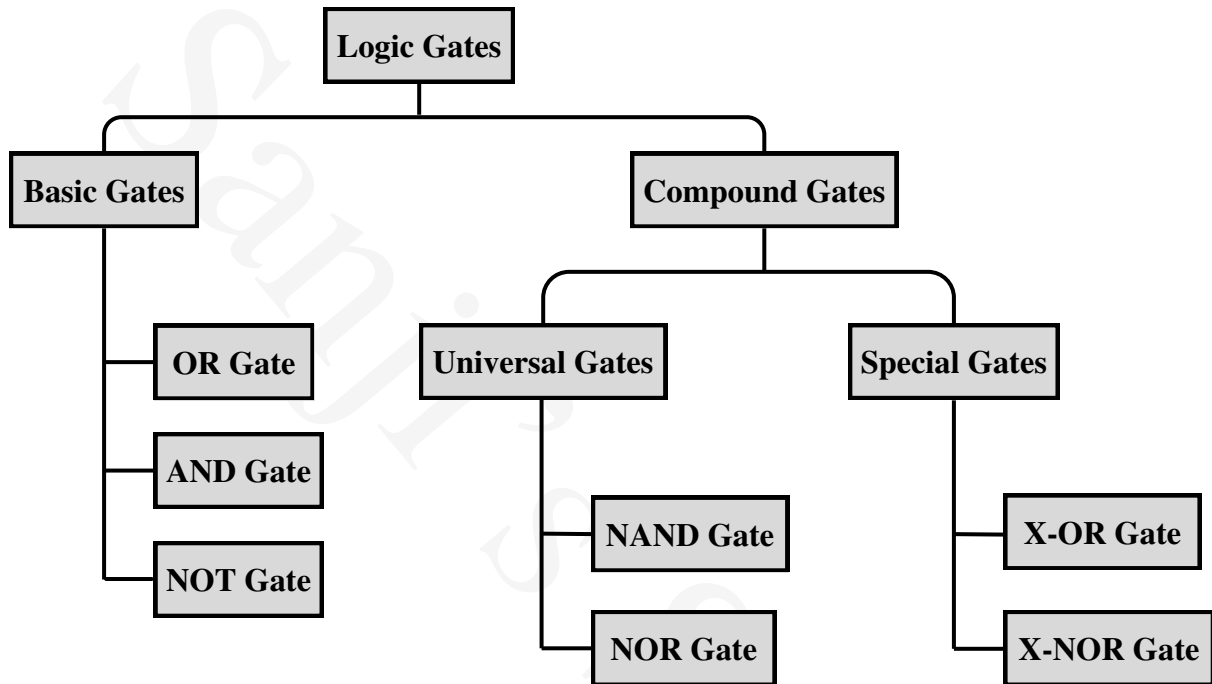 Logic Gates
Basic Gates
Compound Gates
OR Gate
Universal Gates
Special Gates
AND Gate
NAND Gate
X-OR Gate
NOT Gate
NOR Gate
X-NOR Gate
Sanji's